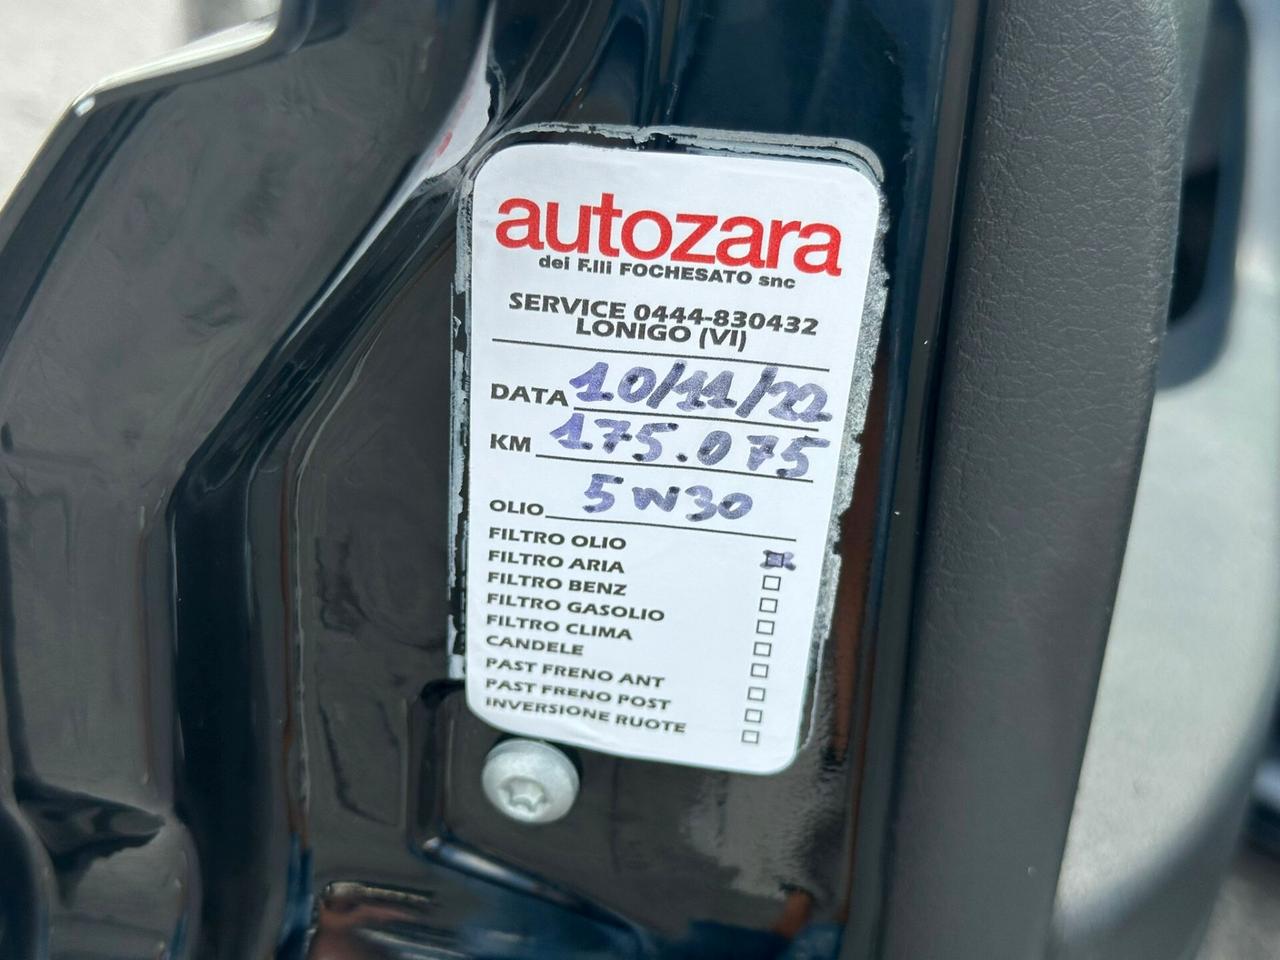 autozara
dei F.lli FOCHESATO snc
SERVICE 0444-830432
LONIGO (VI)
DATA 10/11/22
KM 175.075
OLIO 5W30
FILTRO OLIO
FILTRO ARIA
FILTRO BENZ
FILTRO GASOLIO
FILTRO CLIMA
CANDELE
PAST FRENO ANT
PAST FRENO POST
INVERSIONE RUOTE